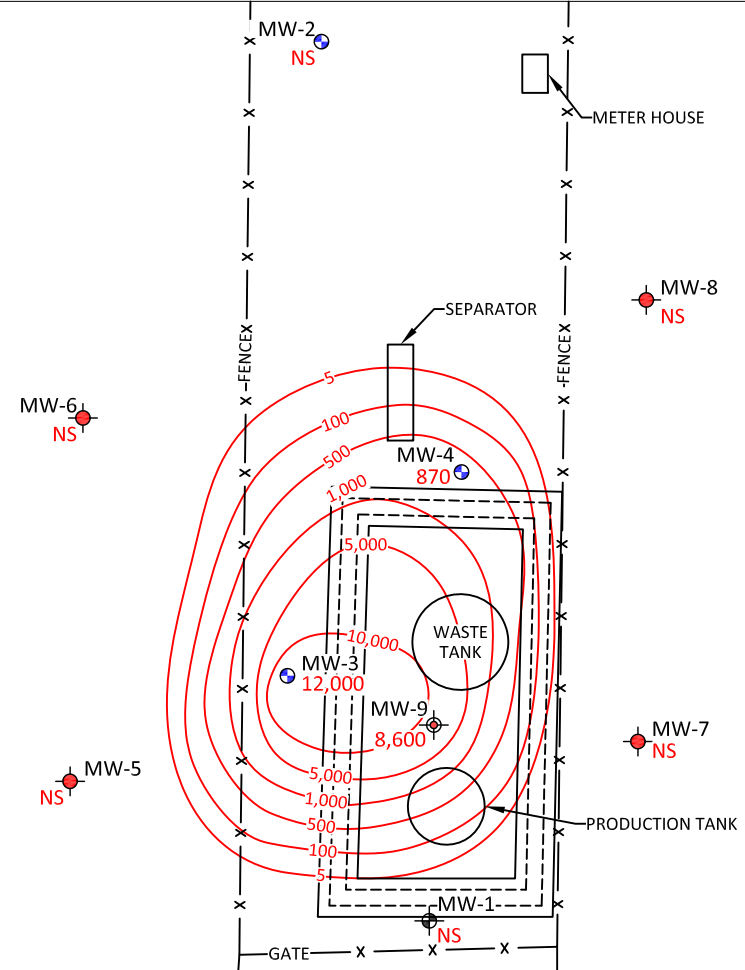 MW-2
NS
METER HOUSE
MW-8
NS
SEPARATOR
FENCE
FENCE
5
MW-6
NS
100
500
MW-4
870
1,000
5,000
WASTE
TANK
10,000
MW-3
12,000
MW-9
8,600
MW-7
NS
MW-5
NS
5,000
1,000
500
PRODUCTION TANK
100
5
MW-1
NS
GATE